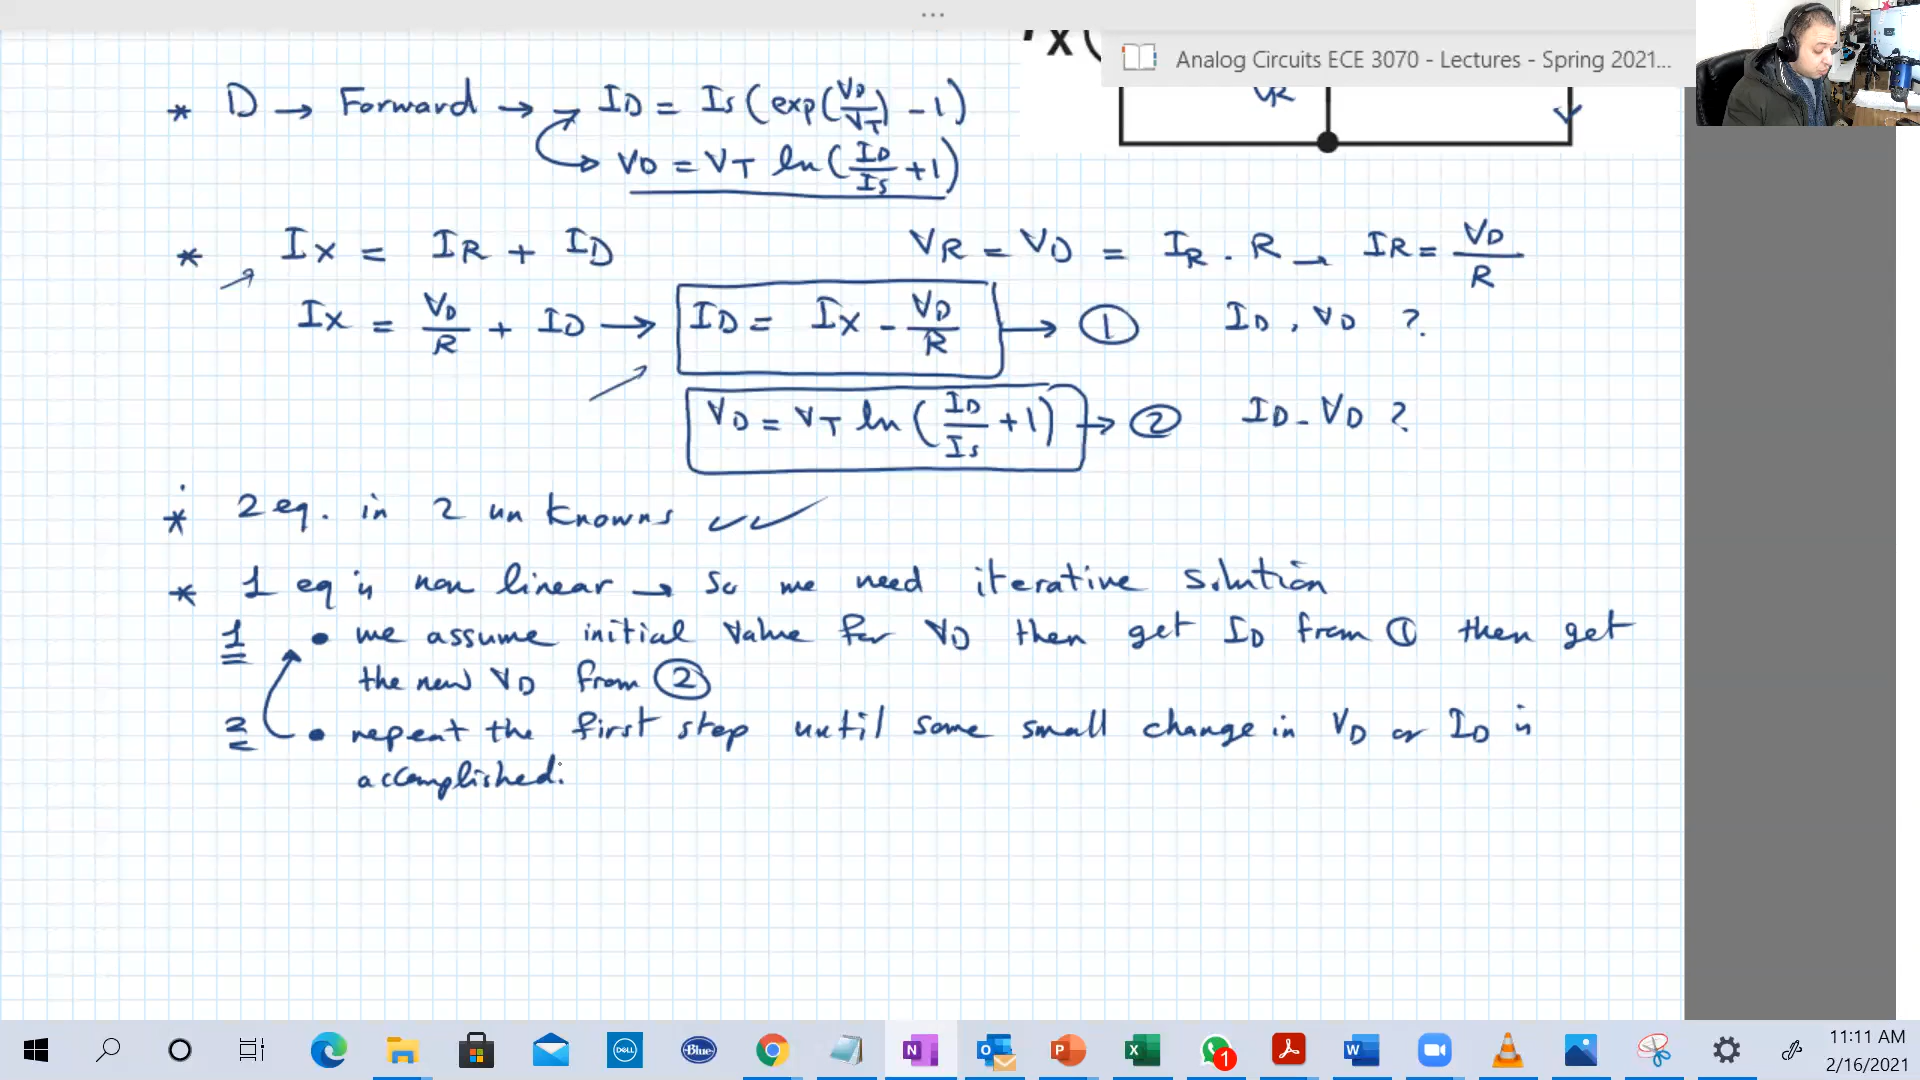 ...
Analog Circuits ECE 3070 - Lectures - Spring 2021...
x (
VR
* D → Forward → ID = Is (exp(VD/VT) - 1)
VD = VT ln (ID/Is + 1)
* IX = IR + ID VR = VD = IR . R → IR = VD/R
IX = VD/R + ID → ID = IX - VD/R → ① ID , VD ?
VD = VT ln (ID/Is + 1) → ② ID - VD ?
* 2 eq. in 2 unknowns ✓✓
* 1 eq is non linear → So we need iterative solution
1 • we assume initial value for VD then get ID from ① then get
the new VD from ②
2 • repeat the first step until some small change in VD or ID is
accomplished.
DELL
Blue
N
O
P
X
1
W
11:11 AM
2/16/2021